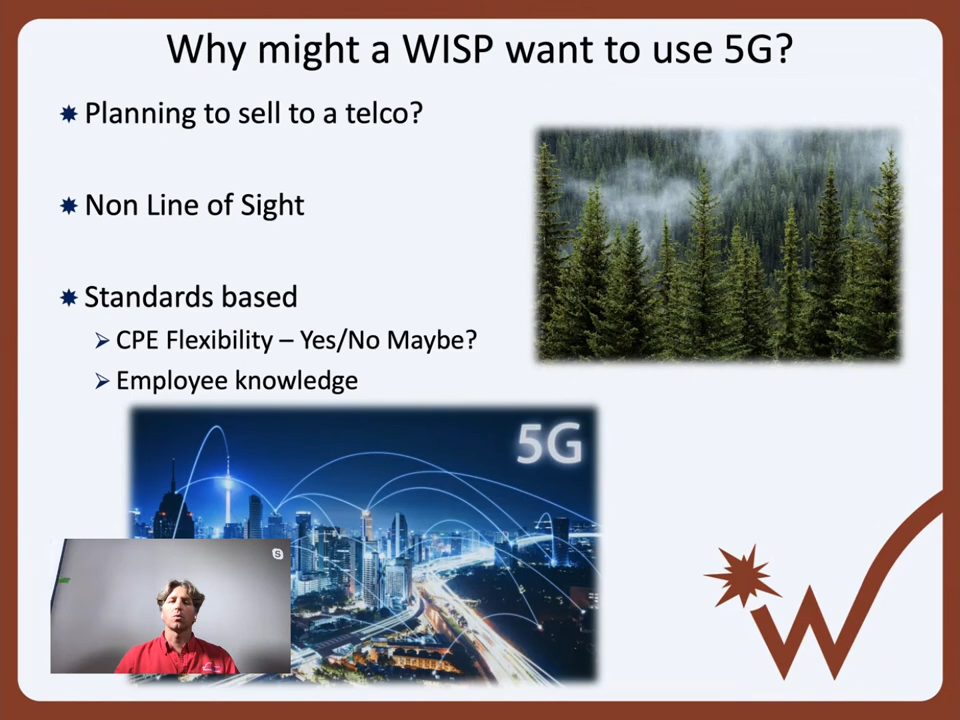 Why might a WISP want to use 5G?
Planning to sell to a telco?
Non Line of Sight
Standards based
CPE Flexibility – Yes/No Maybe?
Employee knowledge
5G
S
W